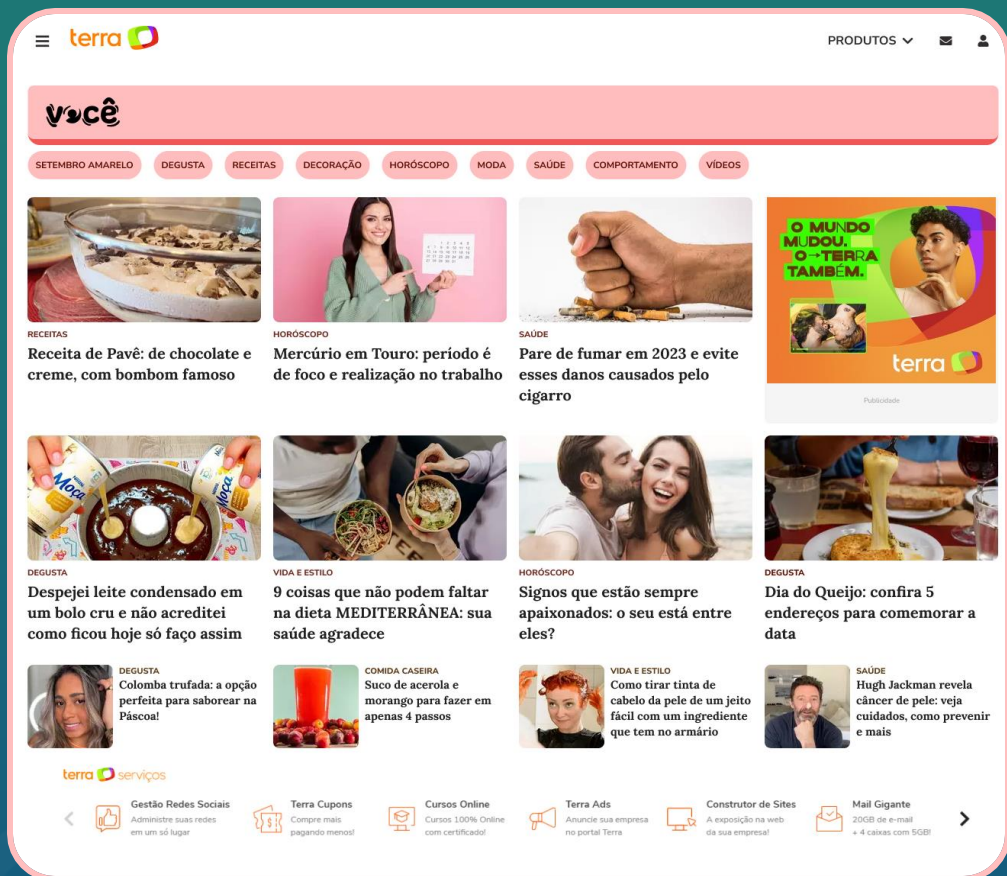 terra
PRODUTOS
você
SETEMBRO AMARELO
DEGUSTA
RECEITAS
DECORAÇÃO
HORÓSCOPO
MODA
SAÚDE
COMPORTAMENTO
VÍDEOS
RECEITAS
Receita de Pavê: de chocolate e
creme, com bombom famoso
HORÓSCOPO
Mercúrio em Touro: período é
de foco e realização no trabalho
SAÚDE
Pare de fumar em 2023 e evite
esses danos causados pelo
cigarro
O MUNDO
MUDOU.
O→TERRA
TAMBÉM.
terra
Publicidade
Moça
Moça
DEGUSTA
Despejei leite condensado em
um bolo cru e não acreditei
como ficou hoje só faço assim
VIDA E ESTILO
9 coisas que não podem faltar
na dieta MEDITERRÂNEA: sua
saúde agradece
HORÓSCOPO
Signos que estão sempre
apaixonados: o seu está entre
eles?
DEGUSTA
Dia do Queijo: confira 5
endereços para comemorar a
data
DEGUSTA
Colomba trufada: a opção
perfeita para saborear na
Páscoa!
COMIDA CASEIRA
Suco de acerola e
morango para fazer em
apenas 4 passos
VIDA E ESTILO
Como tirar tinta de
cabelo da pele de um jeito
fácil com um ingrediente
que tem no armário
SAÚDE
Hugh Jackman revela
câncer de pele: veja
cuidados, como prevenir
e mais
terra serviços
Gestão Redes Sociais
Administre suas redes
em um só lugar
Terra Cupons
Compre mais
pagando menos!
Cursos Online
Cursos 100% Online
com certificado!
Terra Ads
Anuncie sua empresa
no portal Terra
Construtor de Sites
A exposição na web
da sua empresa!
Mail Gigante
20GB de e-mail
+ 4 caixas com 5GB!